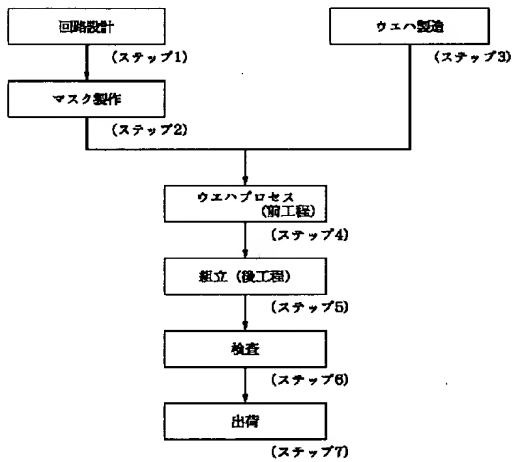 回路設計
(ステップ1)
ウエハ製造
(ステップ3)
マスク製作
(ステップ2)
ウエハプロセス
(前工程)
(ステップ4)
組立(後工程)
(ステップ5)
検査
(ステップ6)
出荷
(ステップ7)